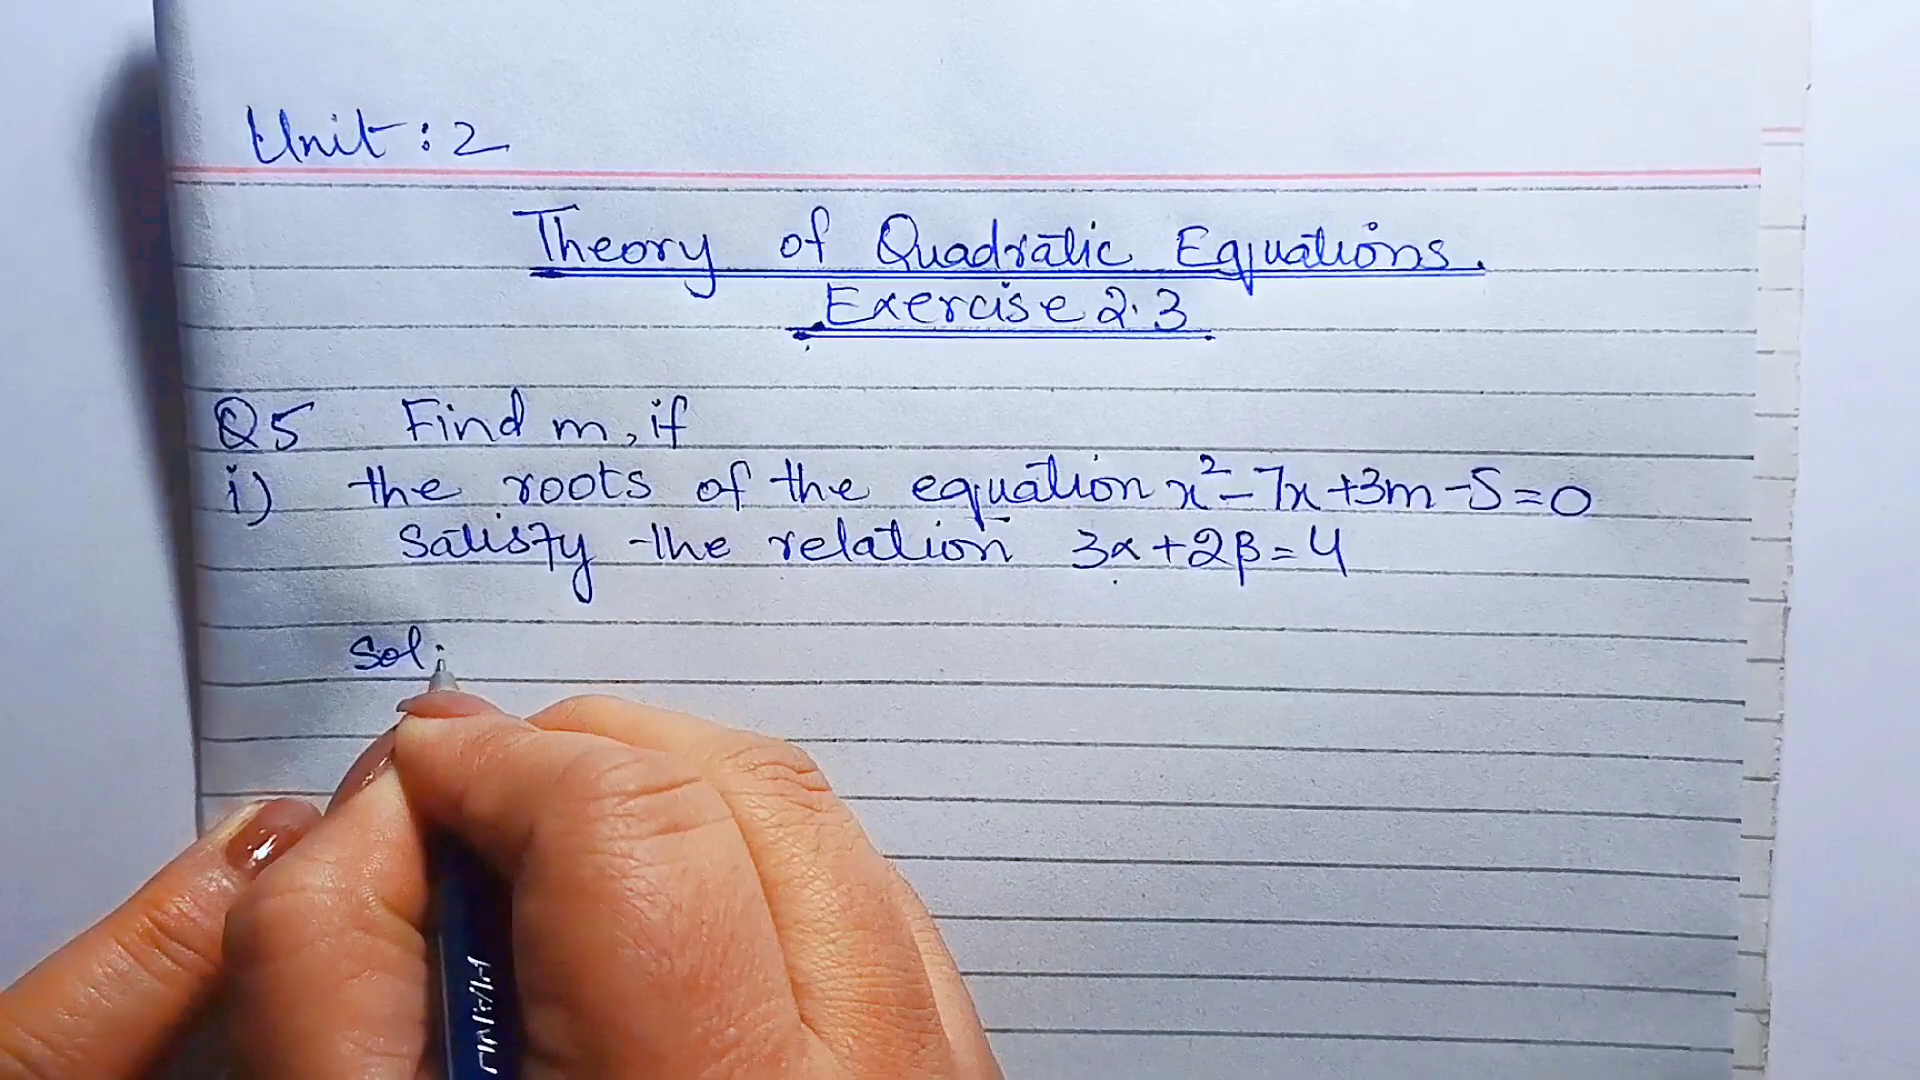 Unit : 2
Theory of Quadratic Equations.
Exercise 2.3
Q5 Find m, if
i) the roots of the equation x² - 7x + 3m - 5 = 0
satisfy the relation 3α + 2β = 4
Sol: